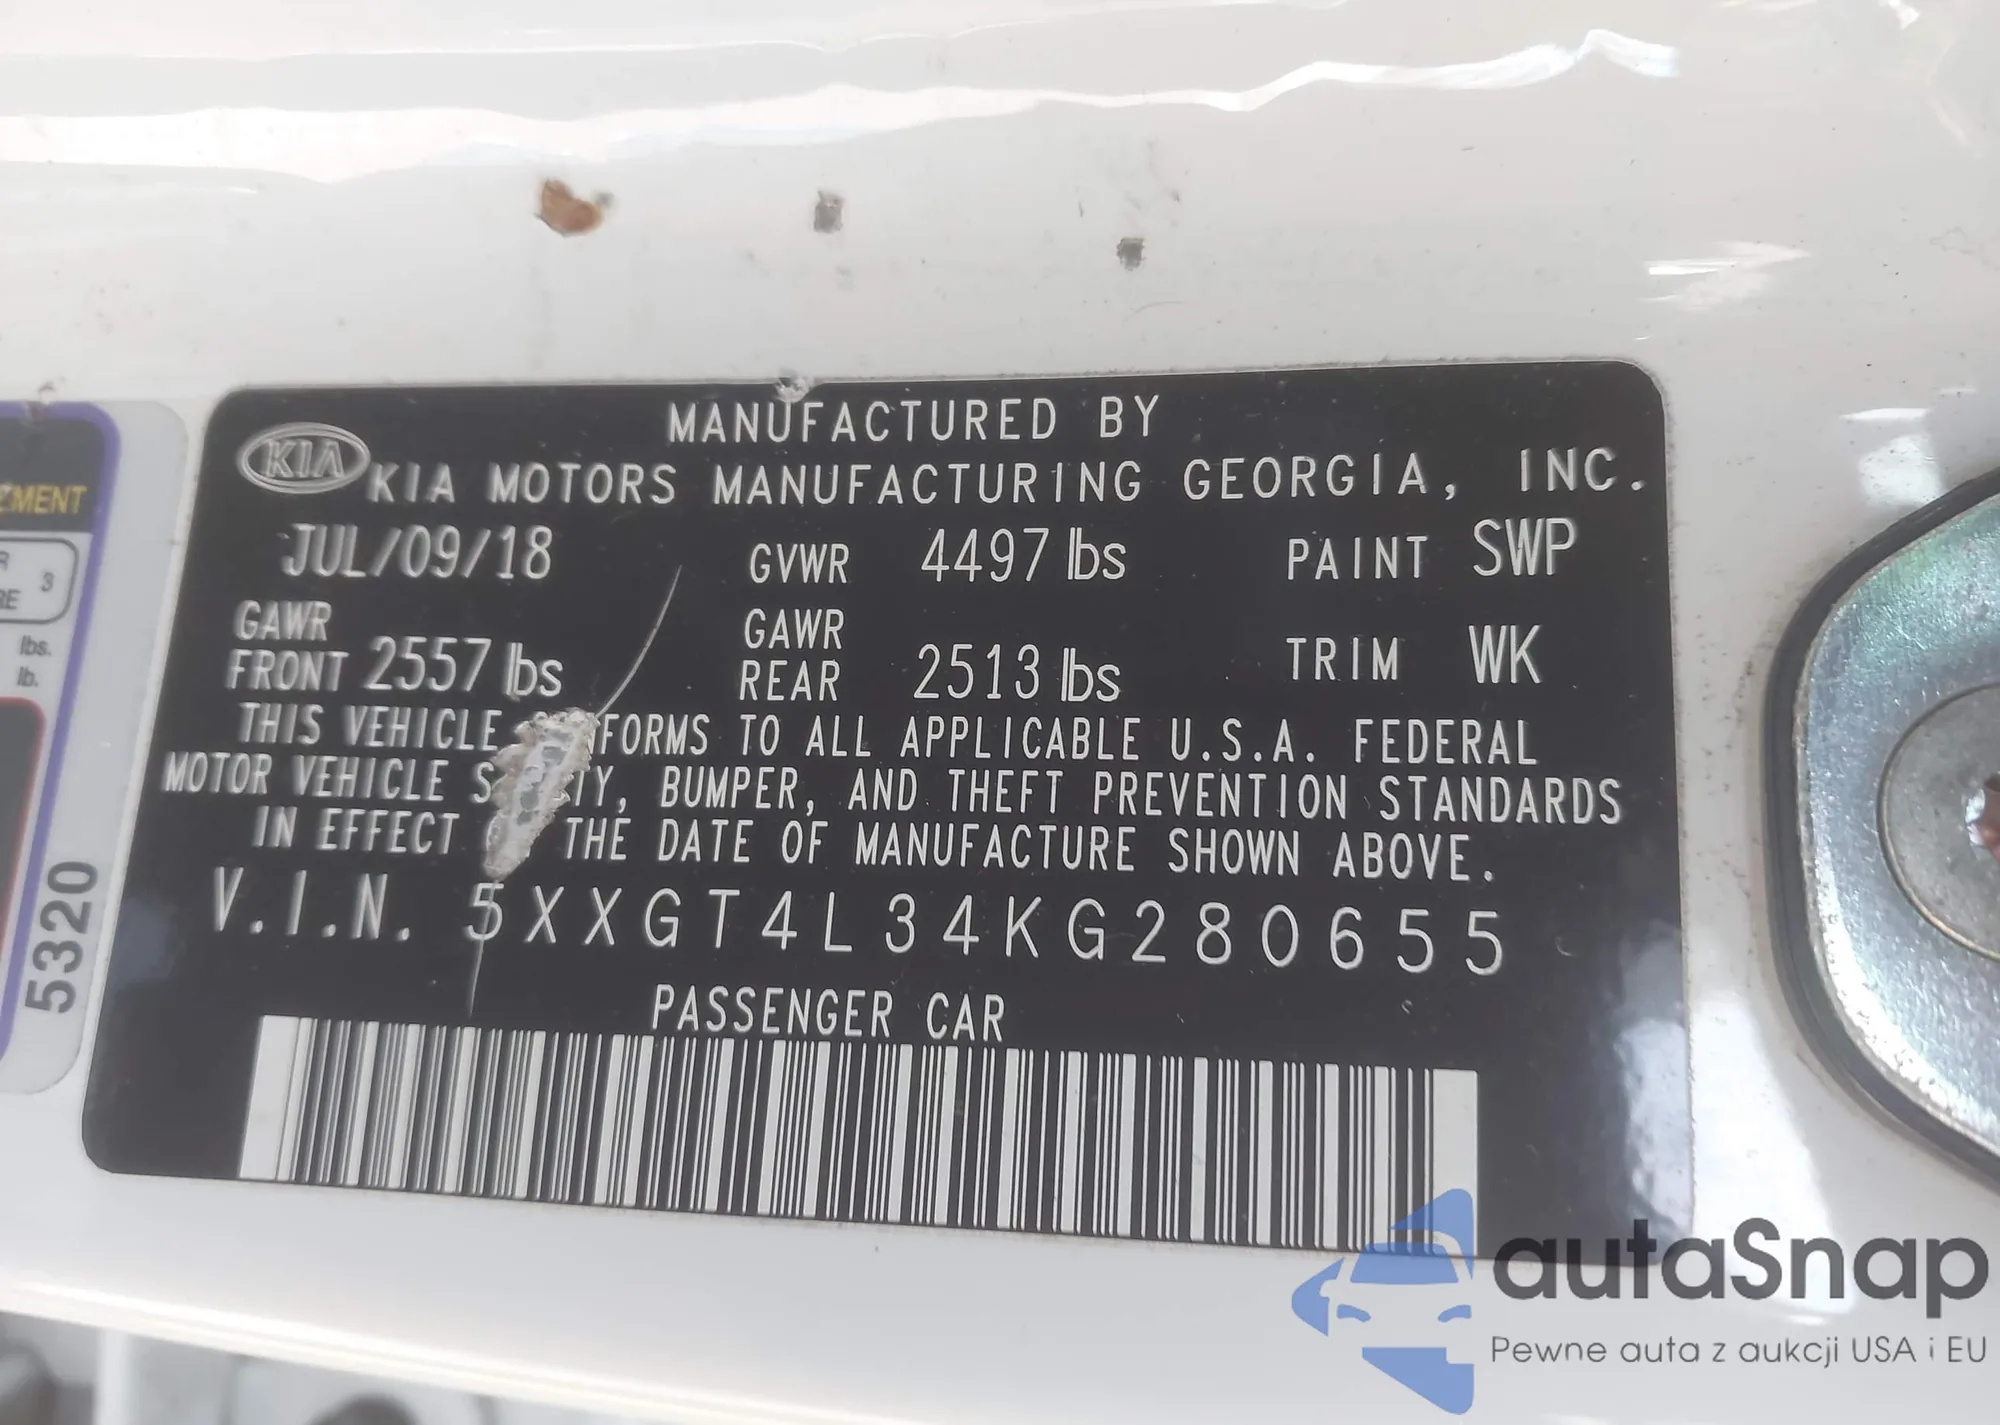 MANUFACTURED BY
KIA KIA MOTORS MANUFACTURING GEORGIA, INC.
JUL/09/18 GVWR 4497 lbs PAINT SWP
GAWR FRONT 2557 lbs GAWR REAR 2513 lbs TRIM WK
THIS VEHICLE TO ALL APPLICABLE U.S.A. FEDERAL
MOTOR VEHICLE BUMPER, AND THEFT PREVENTION STANDARDS
IN EFFECT THE DATE OF MANUFACTURE SHOWN ABOVE.
V.I.N. 5XXGT4L34KG280655
PASSENGER CAR
3
lbs.
lb.
5320
autaSnap
Pewne auta z aukcji USA i EU